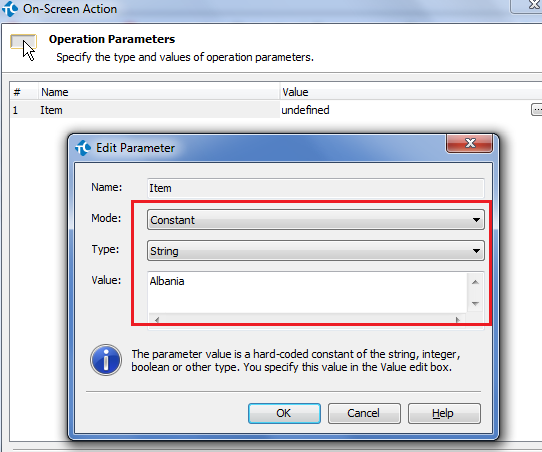 On-Screen Action
Operation Parameters
Specify the type and values of operation parameters.
# Name Value
1 Item undefined ...
Edit Parameter
Name: Item
Mode: Constant
Type: String
Value: Albania
The parameter value is a hard-coded constant of the string, integer,
boolean or other type. You specify this value in the Value edit box.
OK Cancel Help